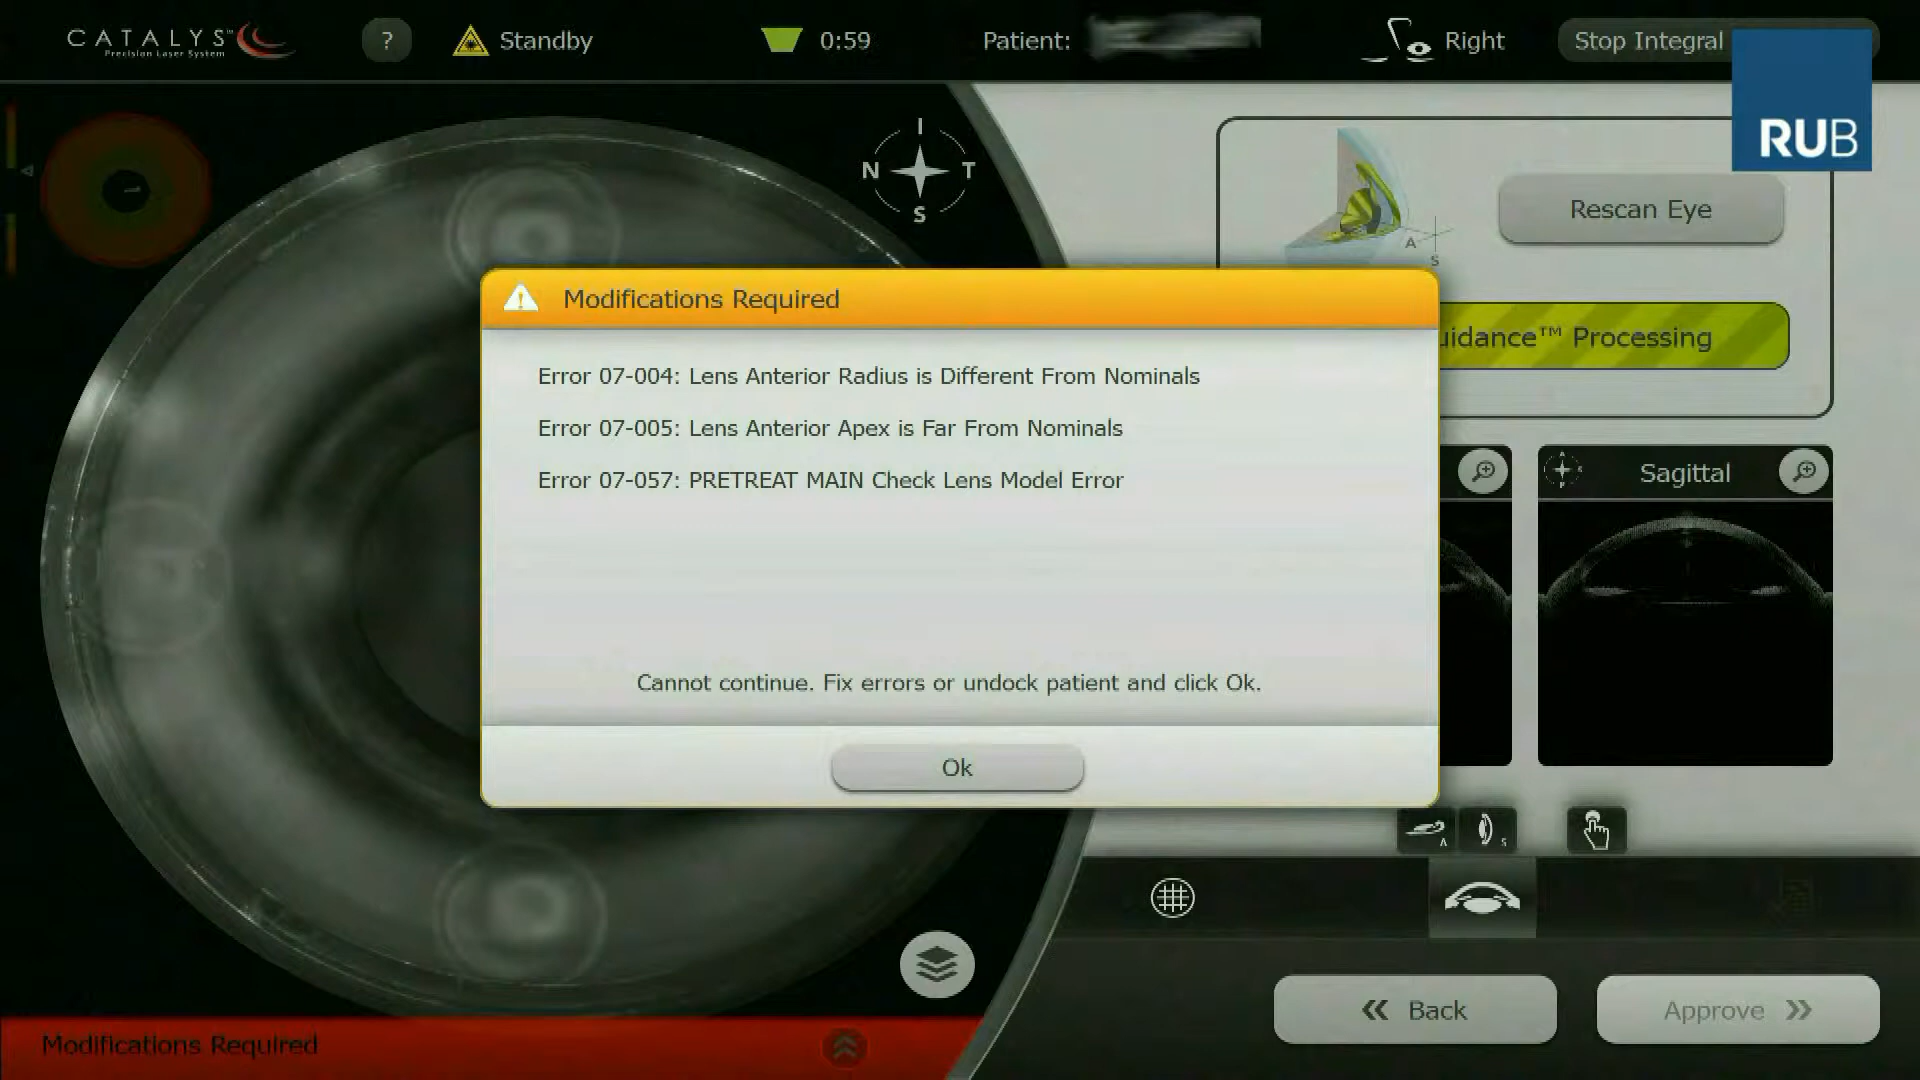 CATALYS™
Precision Laser System
?
Standby
0:59
Patient:
Right
Stop Integral
RUB
I
N T
S
A
S
Rescan Eye
Modifications Required
uidance™ Processing
Error 07-004: Lens Anterior Radius is Different From Nominals
Error 07-005: Lens Anterior Apex is Far From Nominals
Error 07-057: PRETREAT MAIN Check Lens Model Error
Sagittal
Cannot continue. Fix errors or undock patient and click Ok.
Ok
A
S
Back
Approve
Modifications Required